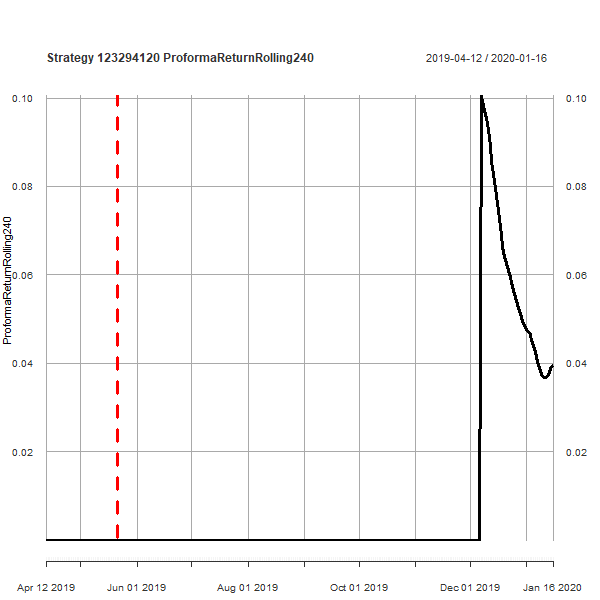 Strategy 123294120 ProformaReturnRolling240
2019-04-12 / 2020-01-16
ProformaReturnRolling240
0.10
0.08
0.06
0.04
0.02
0.10
0.08
0.06
0.04
0.02
Apr 12 2019
Jun 01 2019
Aug 01 2019
Oct 01 2019
Dec 01 2019
Jan 16 2020